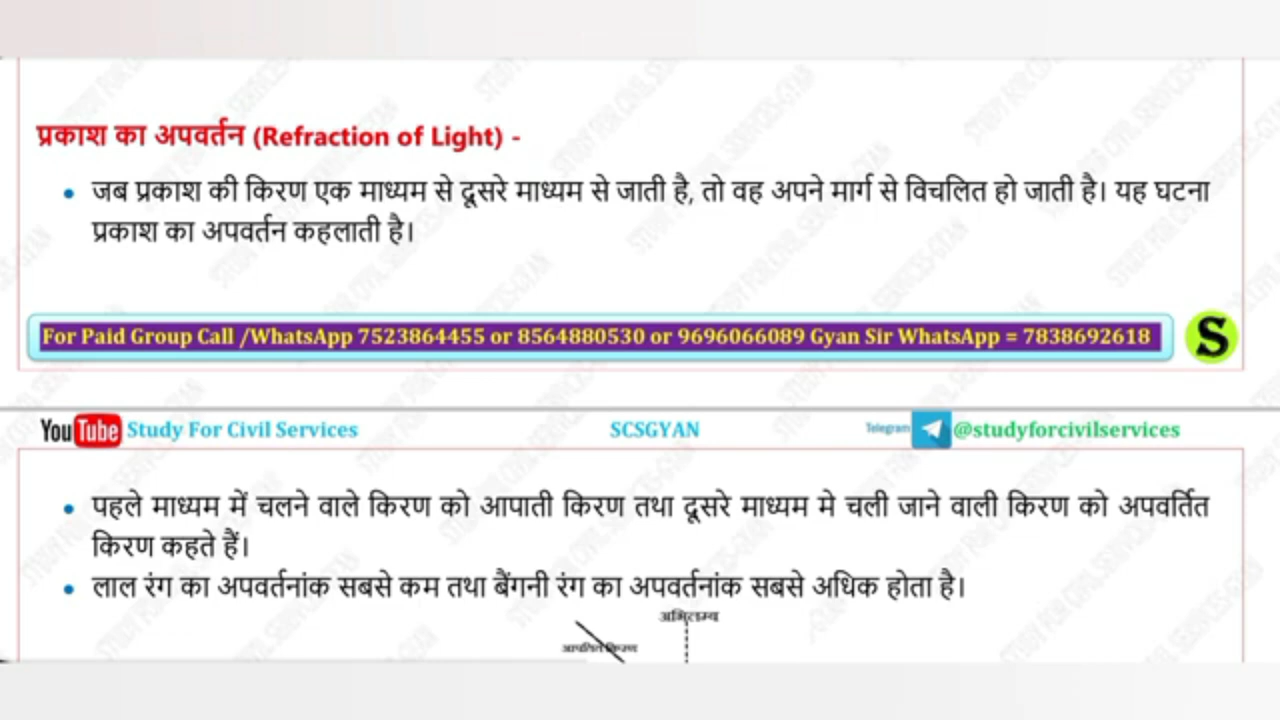 प्रकाश का अपवर्तन (Refraction of Light) -
• जब प्रकाश की किरण एक माध्यम से दूसरे माध्यम से जाती है, तो वह अपने मार्ग से विचलित हो जाती है। यह घटना
प्रकाश का अपवर्तन कहलाती है।
For Paid Group Call /WhatsApp 7523864455 or 8564880530 or 9696066089 Gyan Sir WhatsApp = 7838692618
S
YouTube Study For Civil Services SCSGYAN Telegram @studyforcivilservices
• पहले माध्यम में चलने वाले किरण को आपाती किरण तथा दूसरे माध्यम मे चली जाने वाली किरण को अपवर्तित
किरण कहते हैं।
• लाल रंग का अपवर्तनांक सबसे कम तथा बैंगनी रंग का अपवर्तनांक सबसे अधिक होता है।
अभिलम्ब
किरण